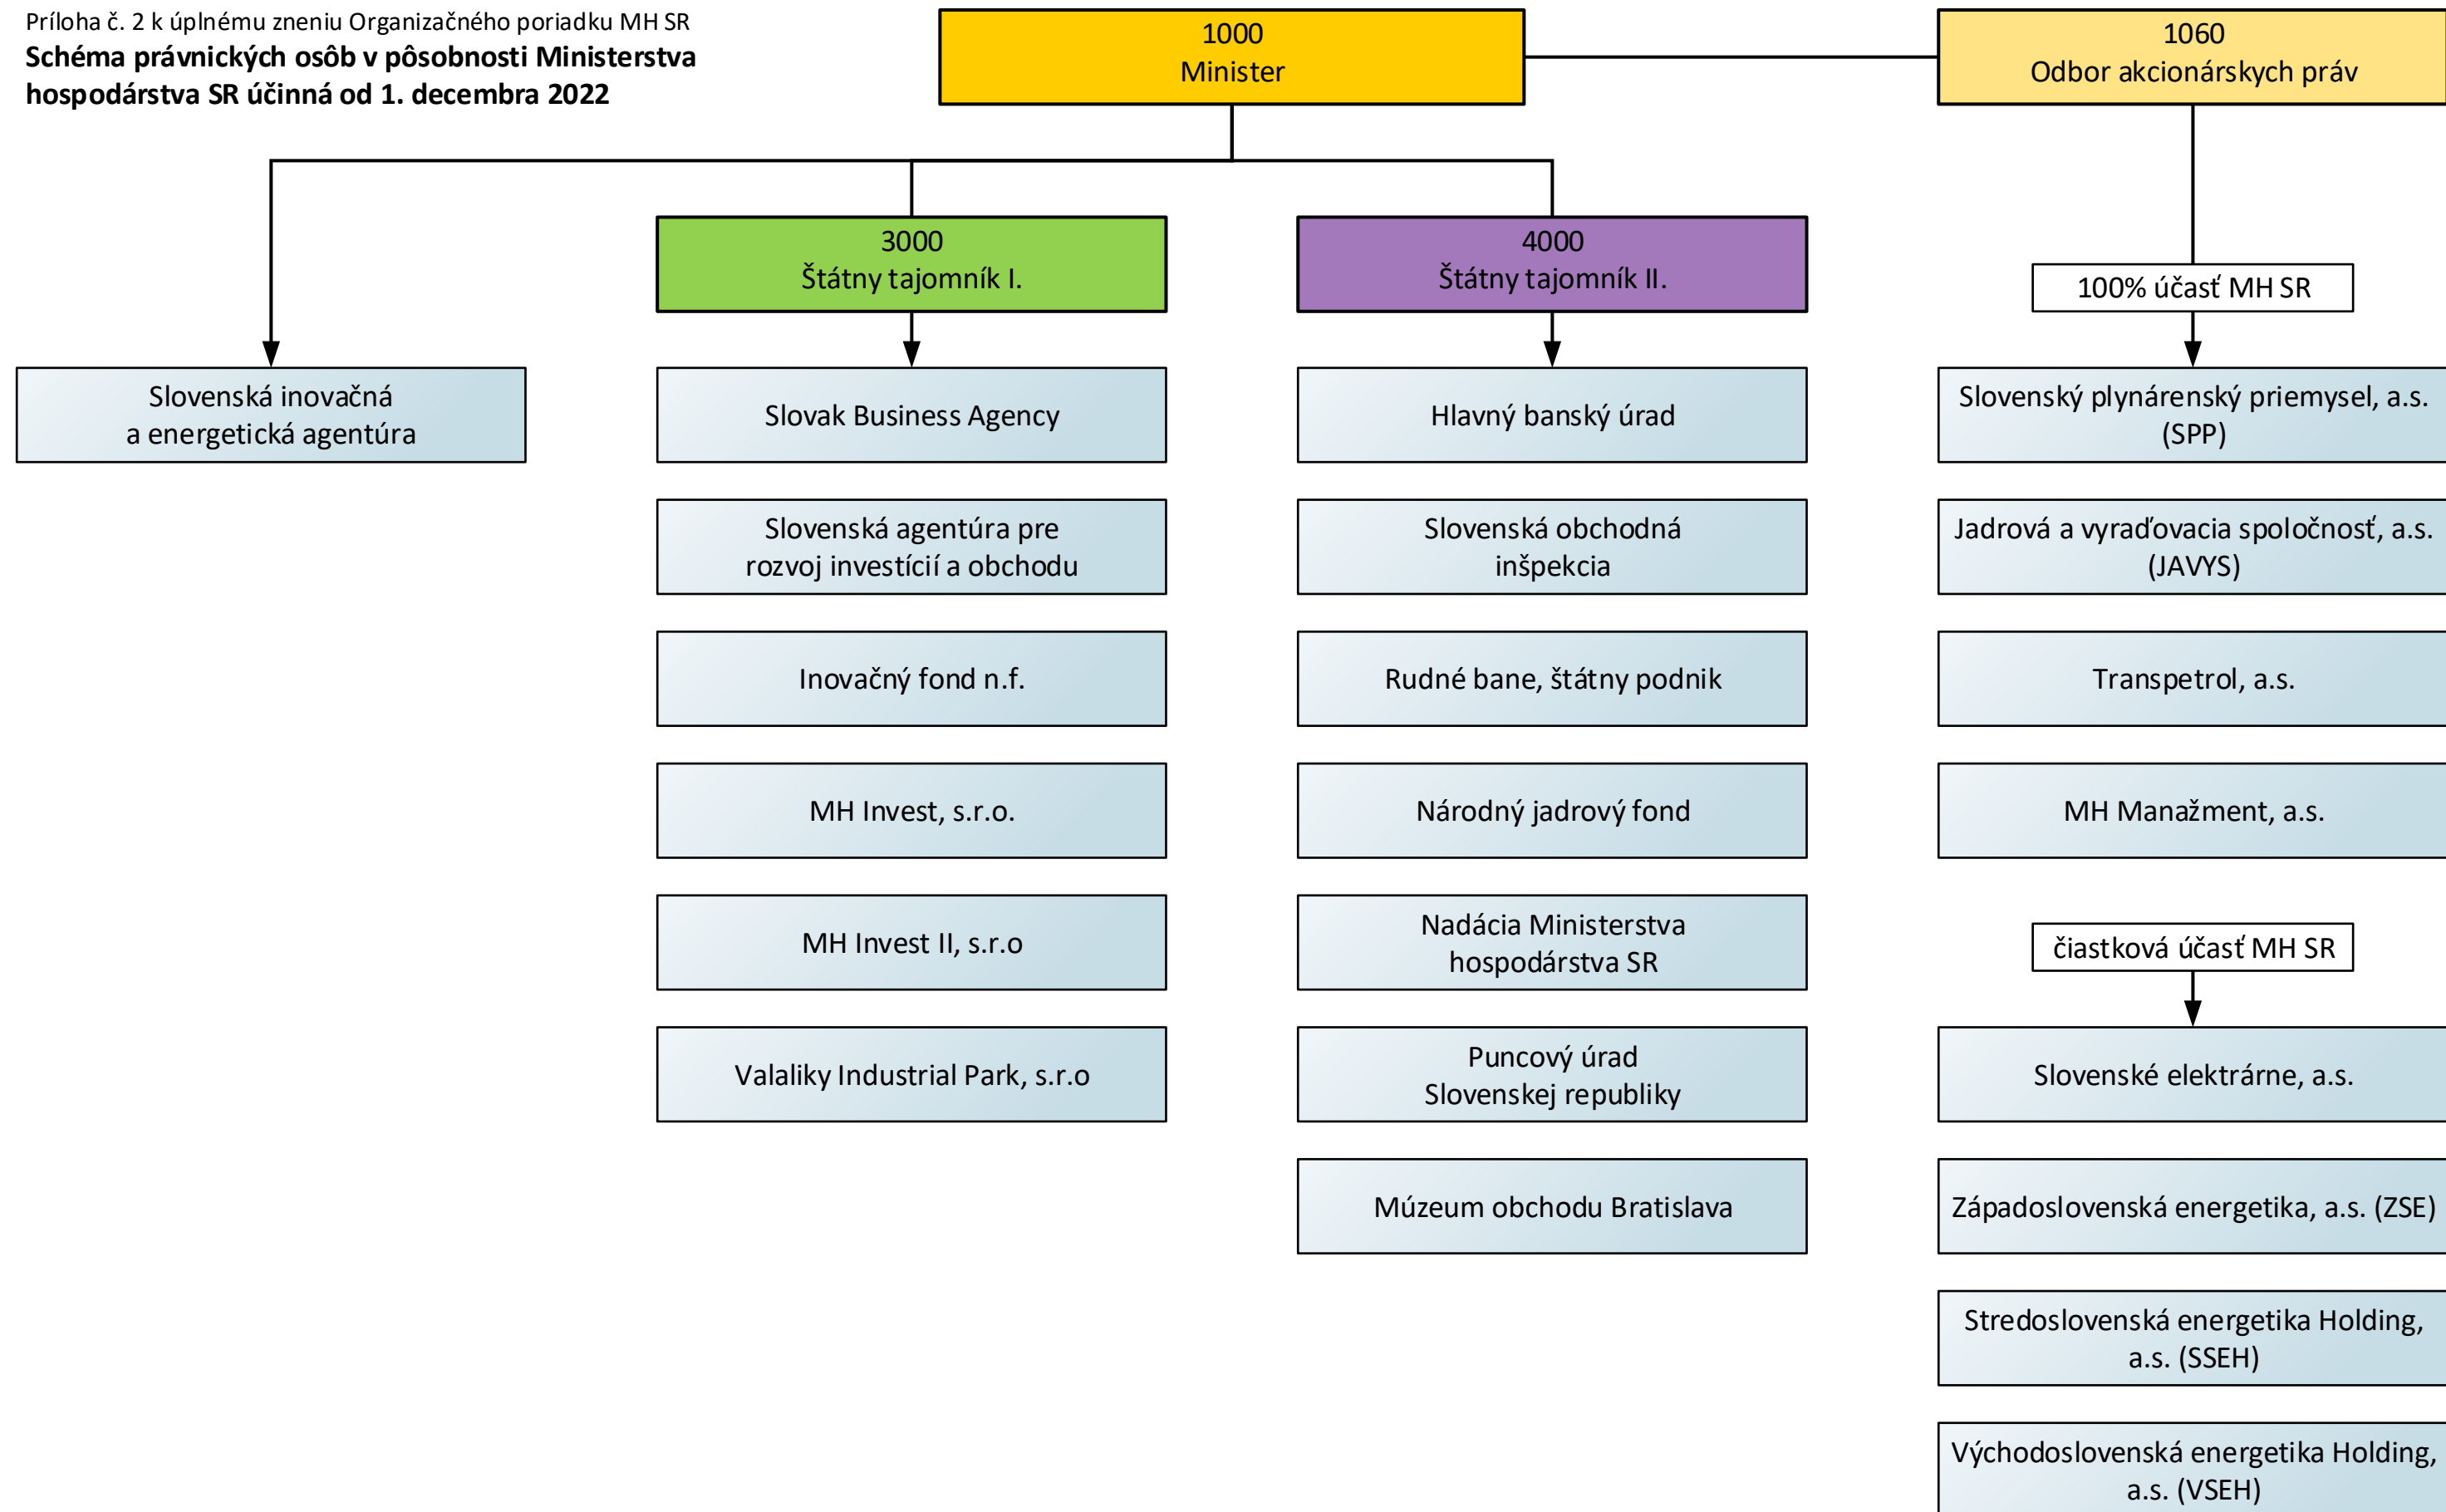 Príloha č. 2 k úplnému zneniu Organizačného poriadku MH SR
Schéma právnických osôb v pôsobnosti Ministerstva
hospodárstva SR účinná od 1. decembra 2022
1000
Minister
1060
Odbor akcionárskych práv
3000
Štátny tajomník I.
4000
Štátny tajomník II.
100% účasť MH SR
Slovenská inovačná
a energetická agentúra
Slovak Business Agency
Slovenská agentúra pre
rozvoj investícií a obchodu
Inovačný fond n.f.
MH Invest, s.r.o.
MH Invest II, s.r.o
Valaliky Industrial Park, s.r.o
Hlavný banský úrad
Slovenská obchodná
inšpekcia
Rudné bane, štátny podnik
Národný jadrový fond
Nadácia Ministerstva
hospodárstva SR
Puncový úrad
Slovenskej republiky
Múzeum obchodu Bratislava
Slovenský plynárenský priemysel, a.s.
(SPP)
Jadrová a vyraďovacia spoločnosť, a.s.
(JAVYS)
Transpetrol, a.s.
MH Manažment, a.s.
čiastková účasť MH SR
Slovenské elektrárne, a.s.
Západoslovenská energetika, a.s. (ZSE)
Stredoslovenská energetika Holding,
a.s. (SSEH)
Východoslovenská energetika Holding,
a.s. (VSEH)